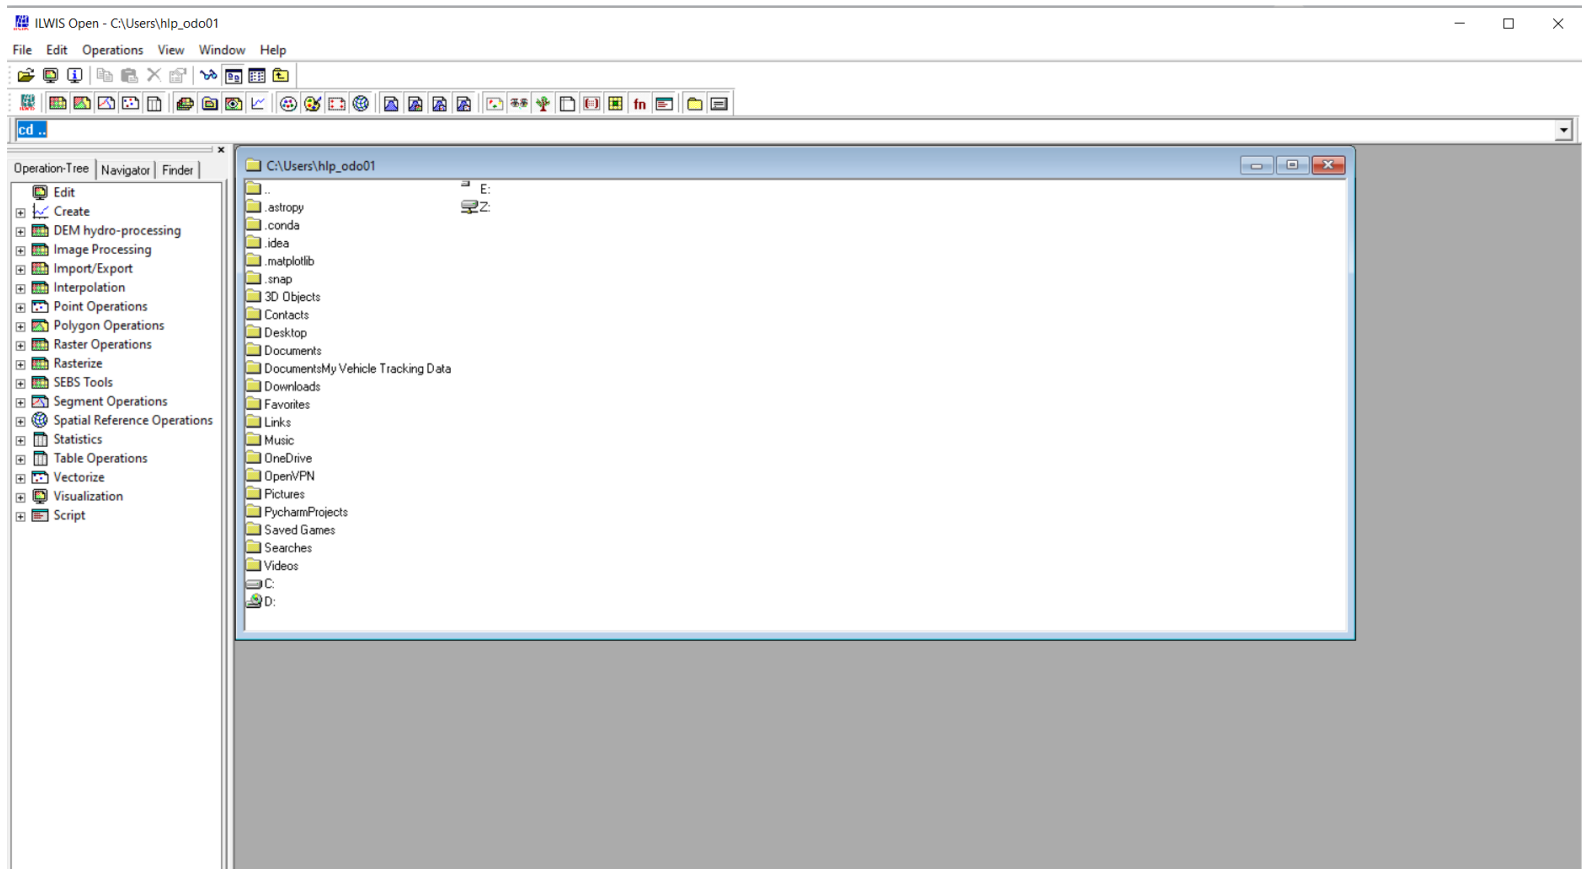 ILWIS Open - C:\Users\hlp_odo01
File Edit Operations View Window Help
cd ..
Operation-Tree Navigator Finder
Edit
Create
DEM hydro-processing
Image Processing
Import/Export
Interpolation
Point Operations
Polygon Operations
Raster Operations
Rasterize
SEBS Tools
Segment Operations
Spatial Reference Operations
Statistics
Table Operations
Vectorize
Visualization
Script
C:\Users\hlp_odo01
..
.astropy
.conda
.idea
.matplotlib
.snap
3D Objects
Contacts
Desktop
Documents
DocumentsMy Vehicle Tracking Data
Downloads
Favorites
Links
Music
OneDrive
OpenVPN
Pictures
PycharmProjects
Saved Games
Searches
Videos
C:
D:
E:
Z:
fn